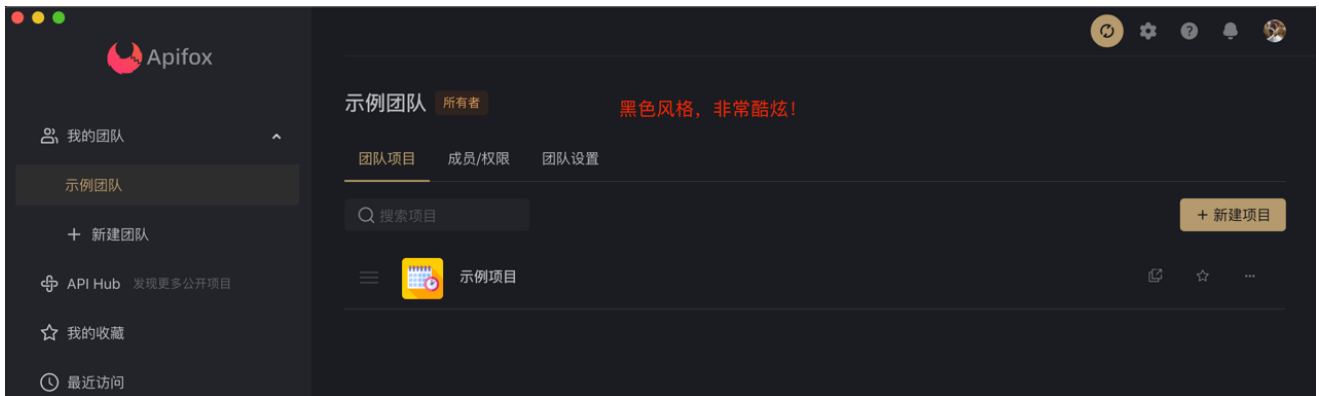 Apifox
我的团队
示例团队
+ 新建团队
API Hub 发现更多公开项目
我的收藏
最近访问
示例团队 所有者
黑色风格，非常酷炫！
团队项目 成员/权限 团队设置
搜索项目
+ 新建项目
示例项目